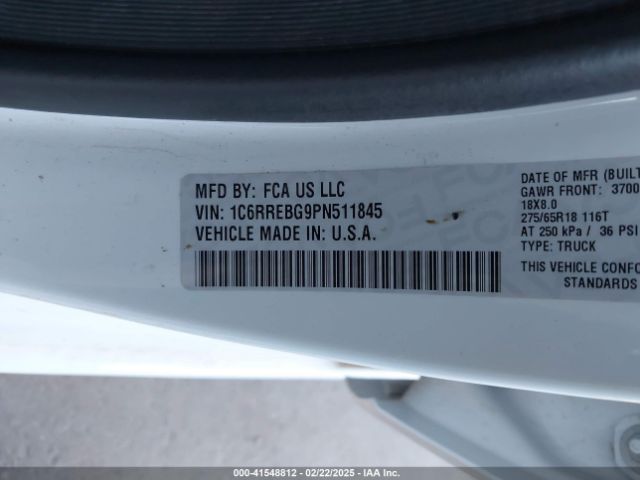 MFD BY: FCA US LLC
VIN: 1C6RREBG9PN511845
VEHICLE MADE IN: U.S.A.
DATE OF MFR (BUILT
GAWR FRONT: 3700
18X8.0
275/65R18 116T
AT 250 kPa / 36 PSI
TYPE: TRUCK
THIS VEHICLE CONFO
STANDARDS
000-41548812 - 02/22/2025 - IAA Inc.